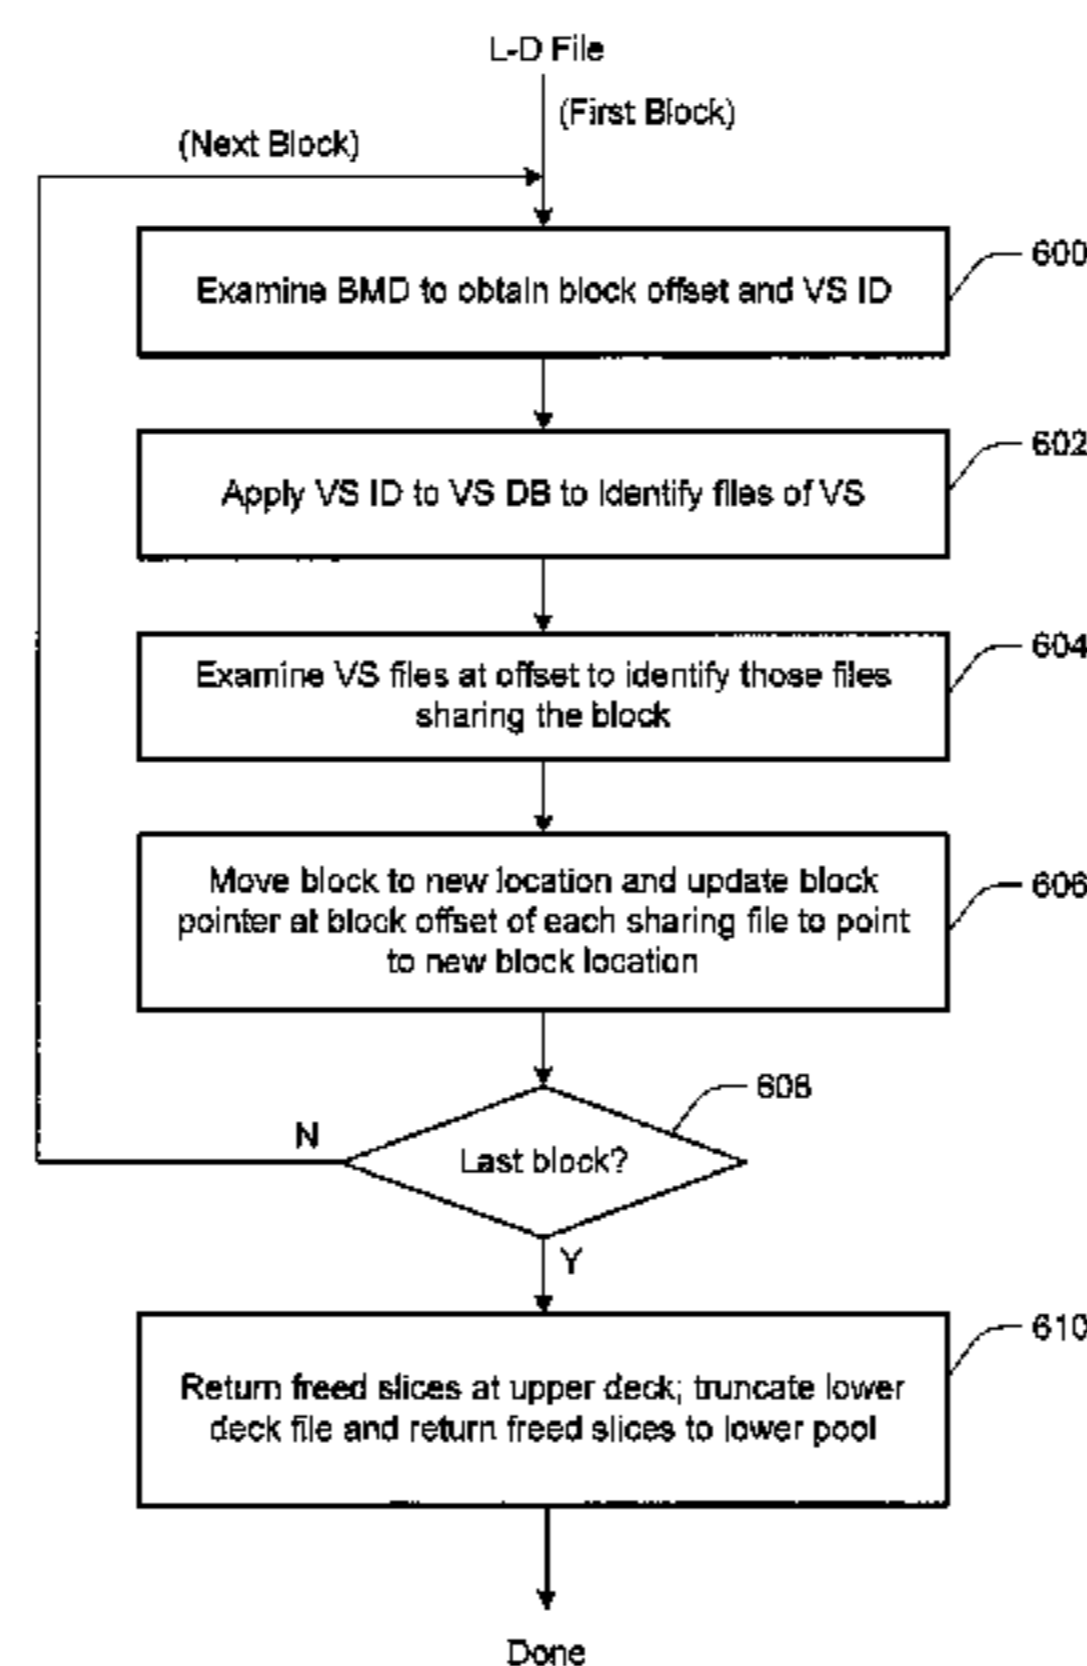 L-D File
(First Block)
(Next Block)
600
Examine BMD to obtain block offset and VS ID
602
Apply VS ID to VS DB to identify files of VS
604
Examine VS files at offset to identify those files
sharing the block
606
Move block to new location and update block
pointer at block offset of each sharing file to point
to new block location
608
N
Last block?
Y
610
Return freed slices at upper deck; truncate lower
deck file and return freed slices to lower pool
Done